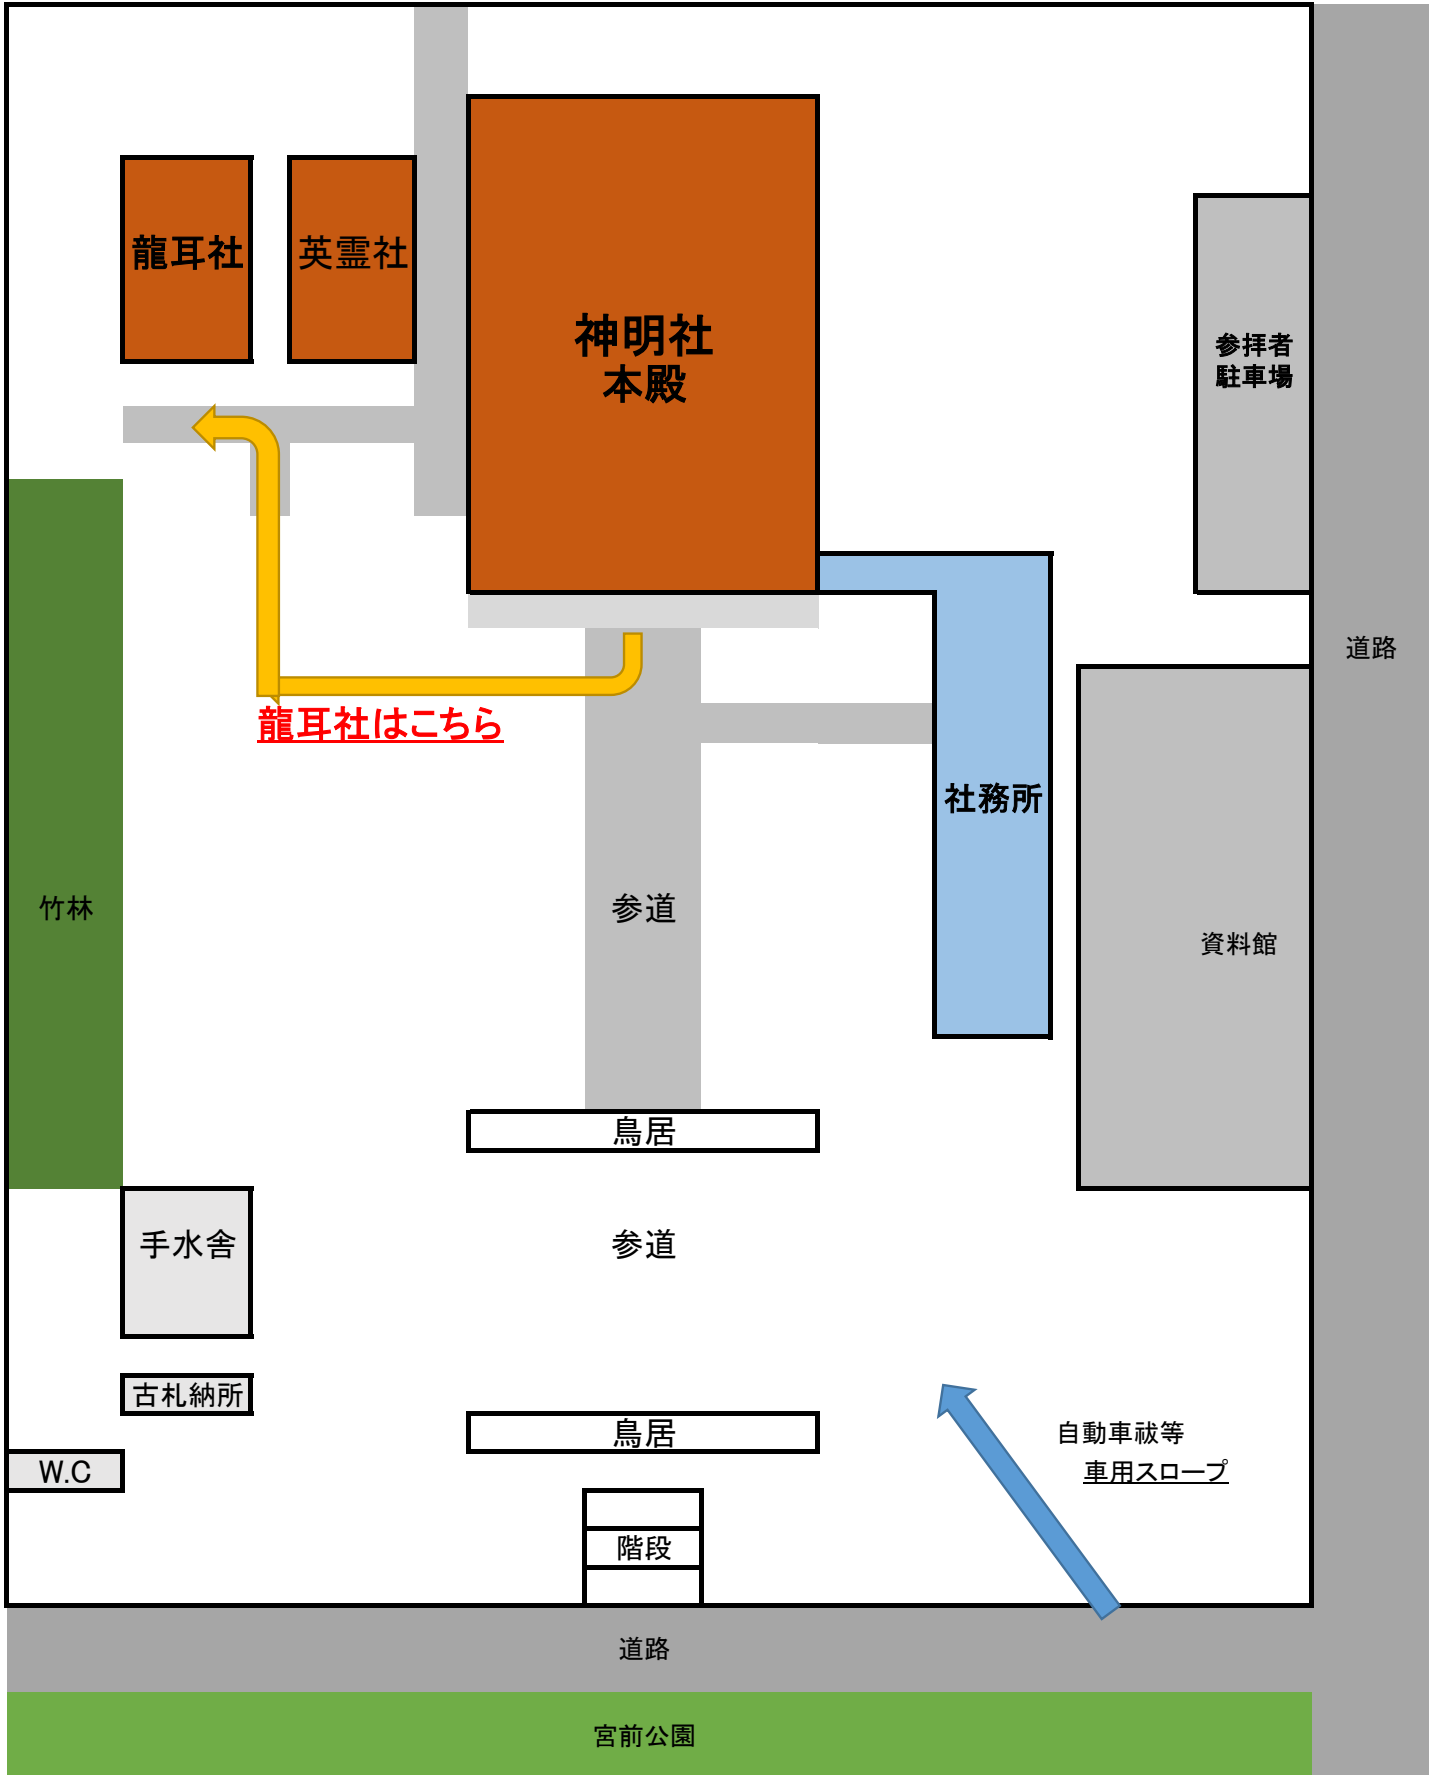 龍耳社
英霊社
神明社
本殿
参拝者
駐車場
道路
龍耳社はこちら
社務所
竹林
参道
資料館
鳥居
手水舎
参道
古札納所
鳥居
自動車祓等
車用スロープ
W.C
階段
道路
宮前公園